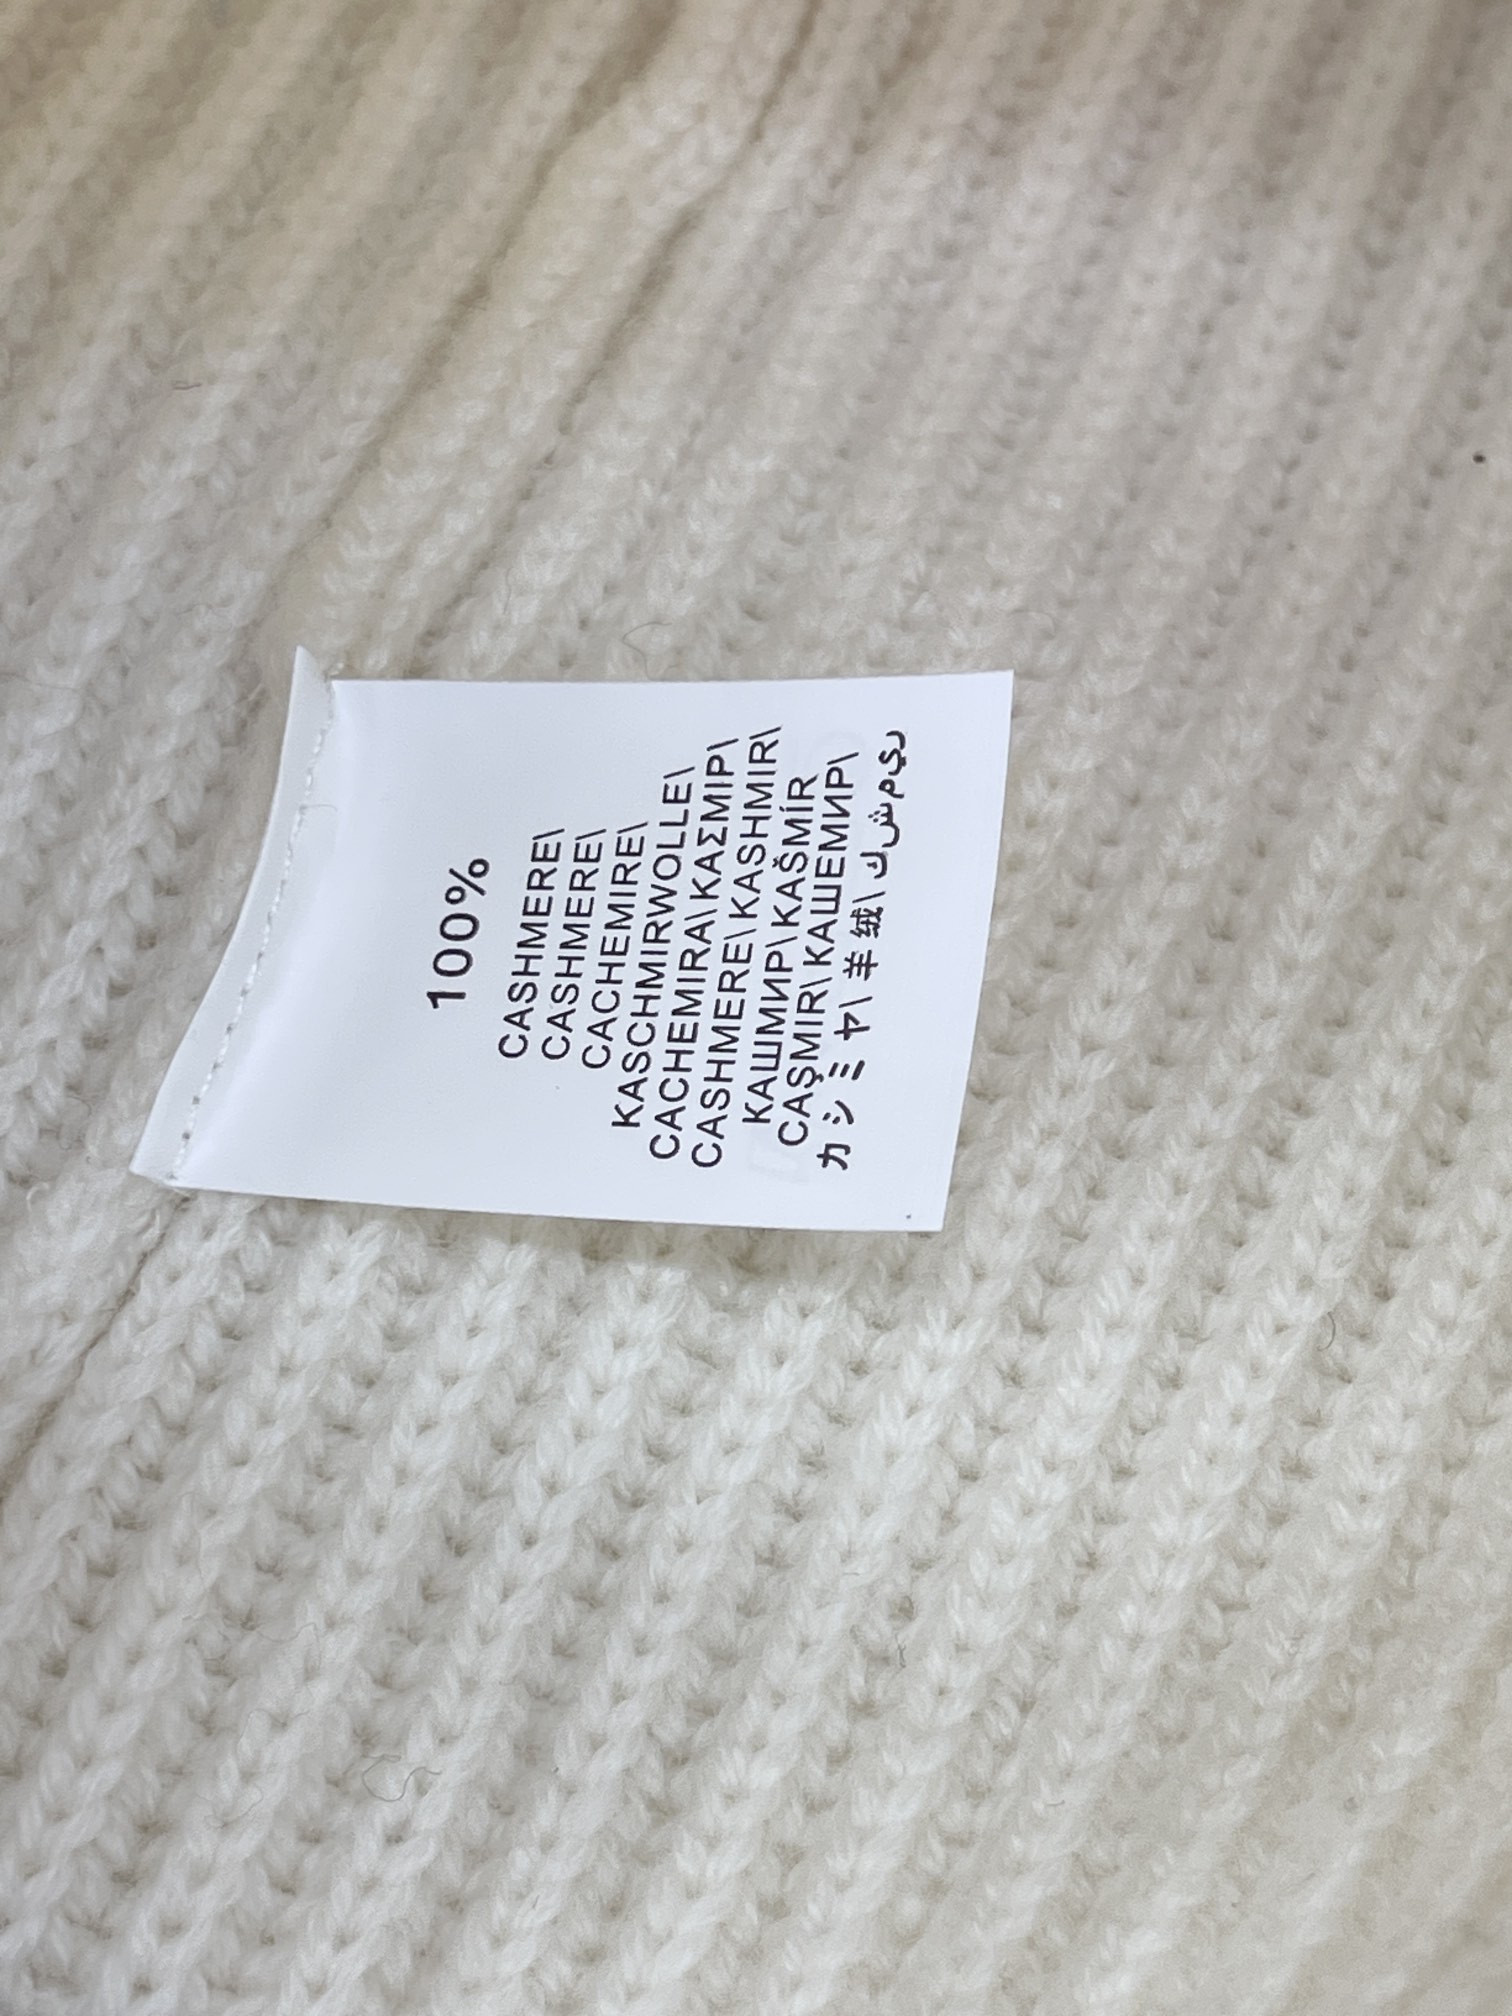 100%
CASHMERE\
CASHMERE\
CACHEMIRE\
KASCHMIRWOLLE\
CACHEMIRA\ ΚΑΣΜΙΡ\
CASHMERE\ KASHMIR\
КАШМИР\ KAŠMÍR
CAŞMIR\ КАШЕМИР\
カシミヤ\ 羊绒\ ك ش م ي ر